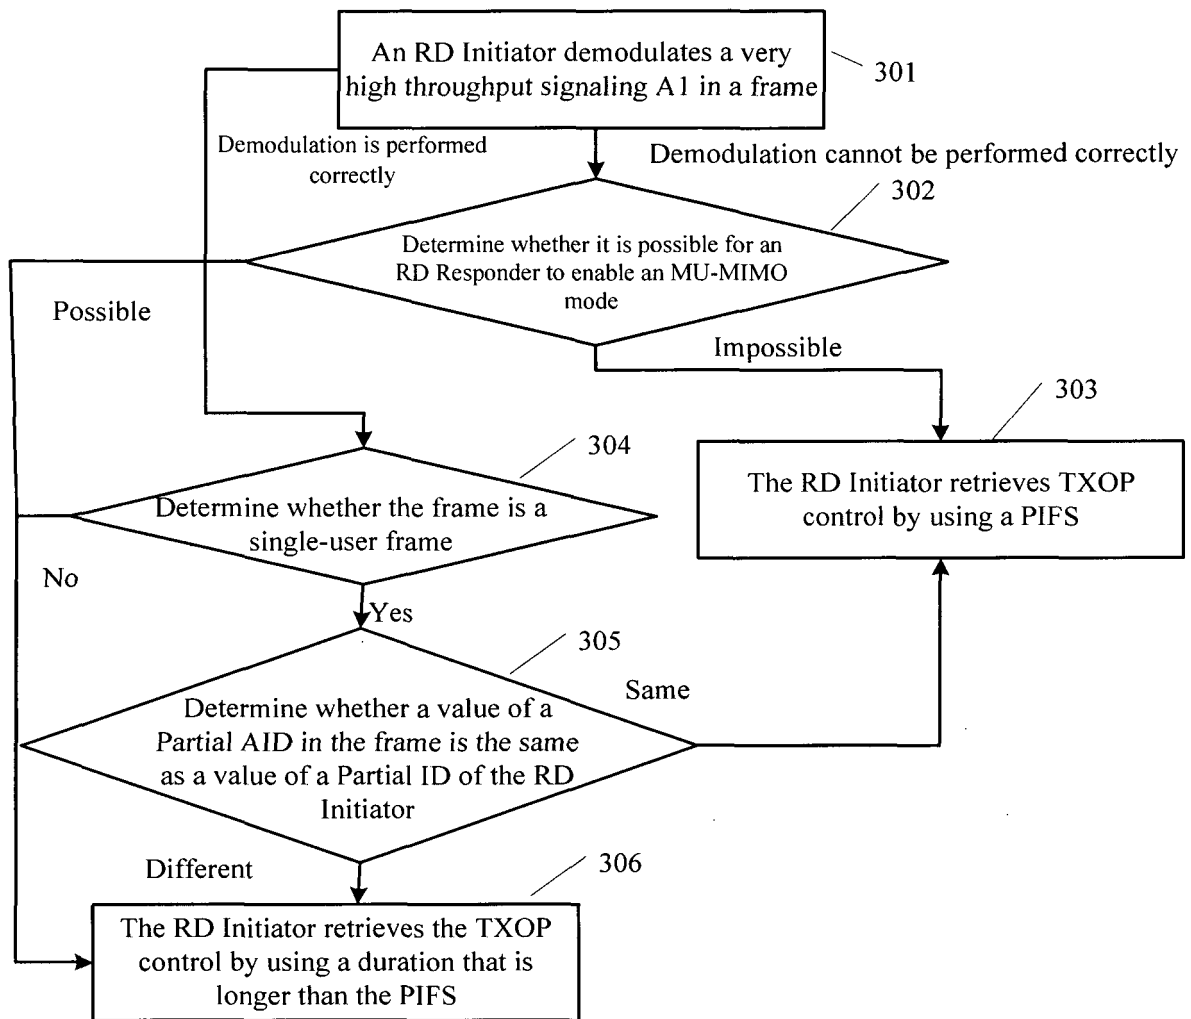 An RD Initiator demodulates a very
high throughput signaling A1 in a frame
301
Demodulation is performed
correctly
Demodulation cannot be performed correctly
302
Determine whether it is possible for an
RD Responder to enable an MU-MIMO
mode
Possible
Impossible
303
The RD Initiator retrieves TXOP
control by using a PIFS
304
Determine whether the frame is a
single-user frame
No
Yes
305
Same
Determine whether a value of a
Partial AID in the frame is the same
as a value of a Partial ID of the RD
Initiator
Different
306
The RD Initiator retrieves the TXOP
control by using a duration that is
longer than the PIFS